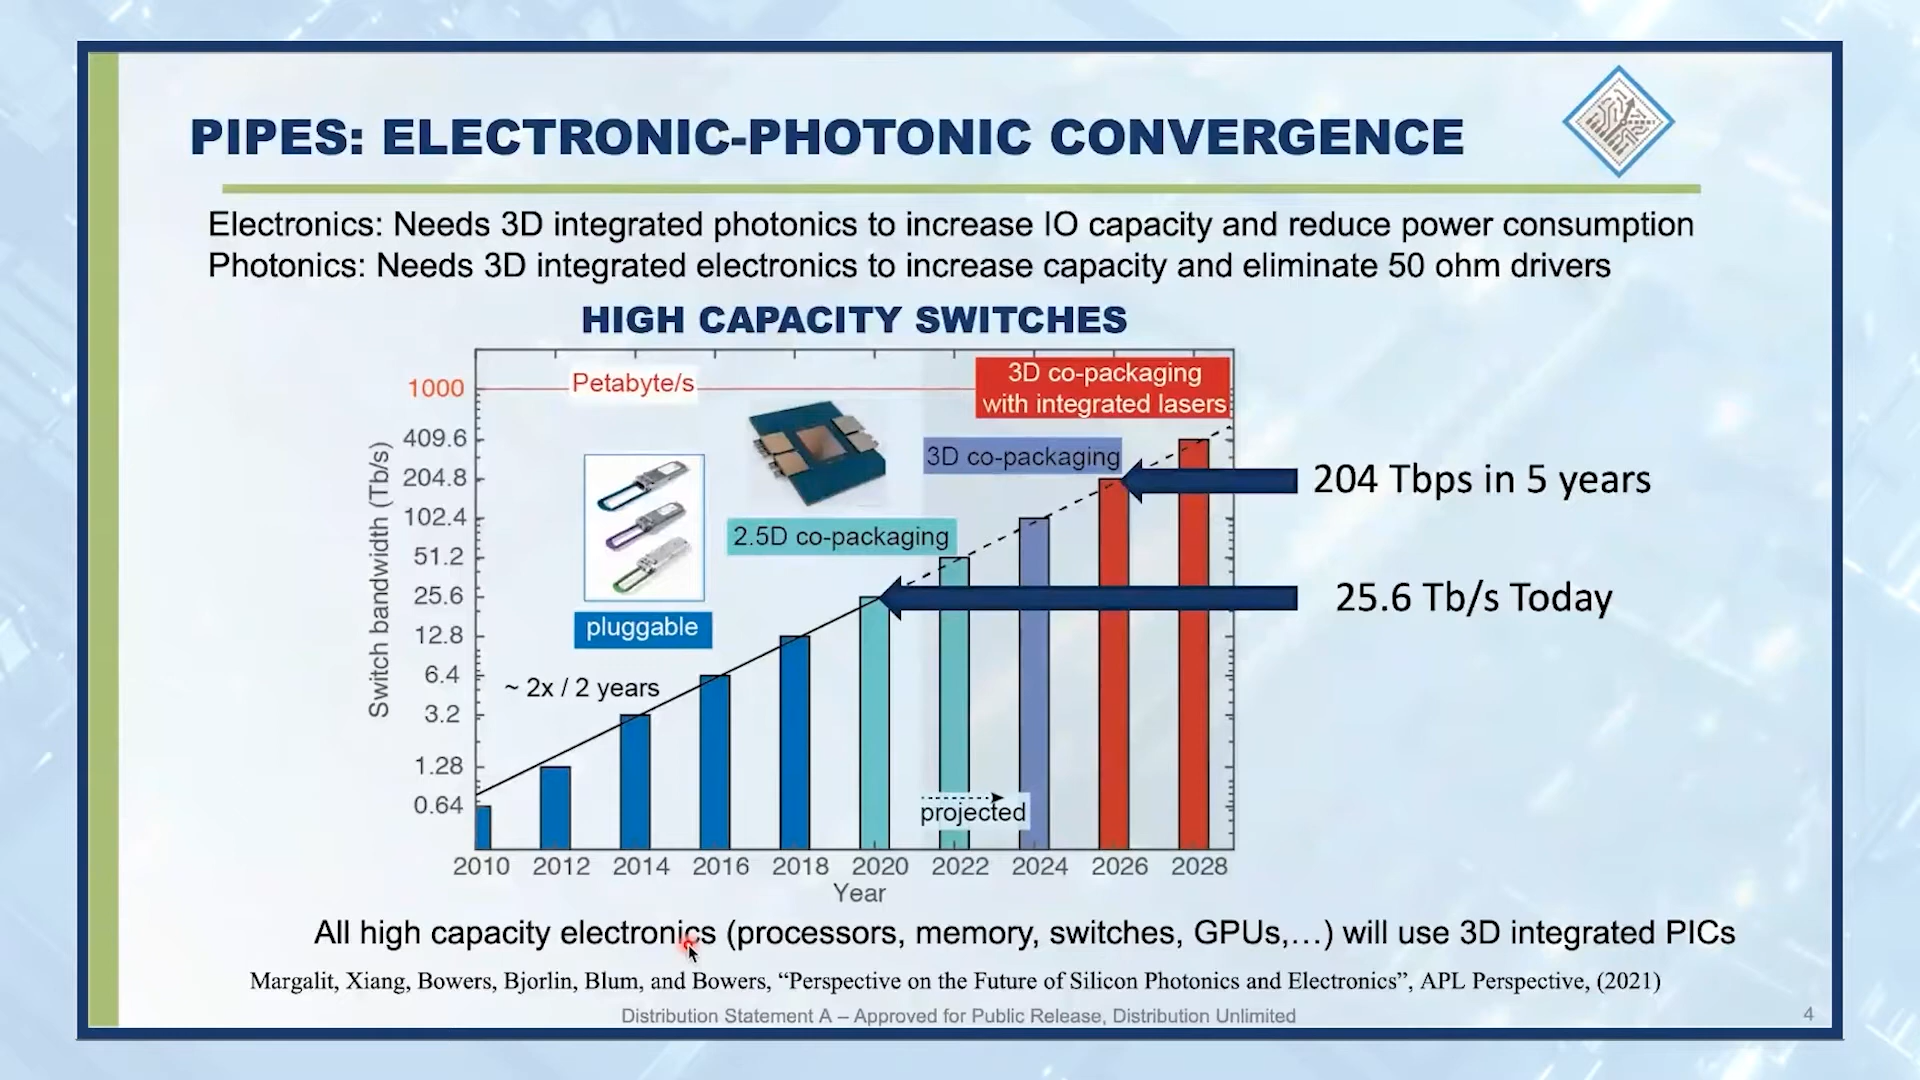 PIPES: ELECTRONIC-PHOTONIC CONVERGENCE
Electronics: Needs 3D integrated photonics to increase IO capacity and reduce power consumption
Photonics: Needs 3D integrated electronics to increase capacity and eliminate 50 ohm drivers
HIGH CAPACITY SWITCHES
Switch bandwidth (Tb/s)
1000
409.6
204.8
102.4
51.2
25.6
12.8
6.4
3.2
1.28
0.64
Petabyte/s
3D co-packaging
with integrated lasers
3D co-packaging
2.5D co-packaging
pluggable
~ 2x / 2 years
projected
204 Tbps in 5 years
25.6 Tb/s Today
2010 2012 2014 2016 2018 2020 2022 2024 2026 2028
Year
All high capacity electronics (processors, memory, switches, GPUs,...) will use 3D integrated PICs
Margalit, Xiang, Bowers, Bjorlin, Blum, and Bowers, “Perspective on the Future of Silicon Photonics and Electronics”, APL Perspective, (2021)
Distribution Statement A – Approved for Public Release, Distribution Unlimited
4